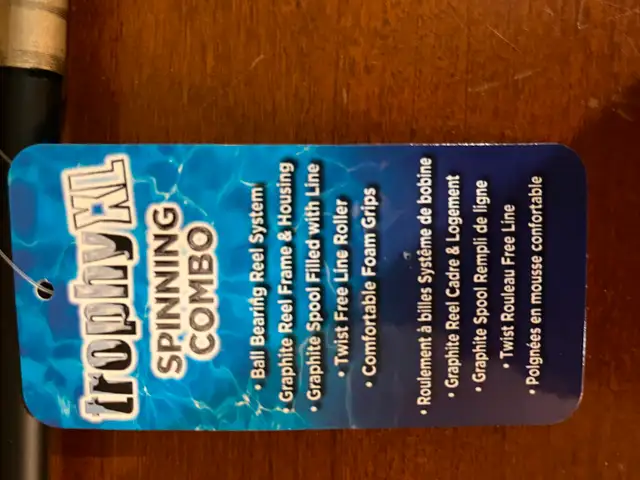 trophyXL
SPINNING
COMBO
• Ball Bearing Reel System
• Graphite Reel Frame & Housing
• Graphite Spool Filled with Line
• Twist Free Line Roller
• Comfortable Foam Grips
• Roulement à billes Système de bobine
• Graphite Reel Cadre & Logement
• Graphite Spool Rempli de ligne
• Twist Rouleau Free Line
• Poignées en mousse confortable